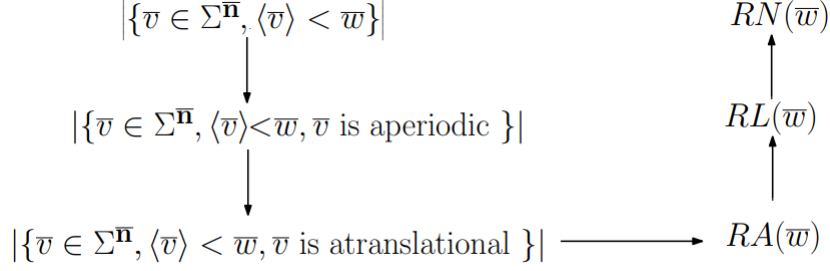 |{v̅ ∈ Σ^𝐧̅, ⟨v̅⟩ < w̅}|
RN(w̅)
|{v̅ ∈ Σ^𝐧̅, ⟨v̅⟩<w̅, v̅ is aperiodic }|
RL(w̅)
|{v̅ ∈ Σ^𝐧̅, ⟨v̅⟩ < w̅, v̅ is atranslational }|
RA(w̅)